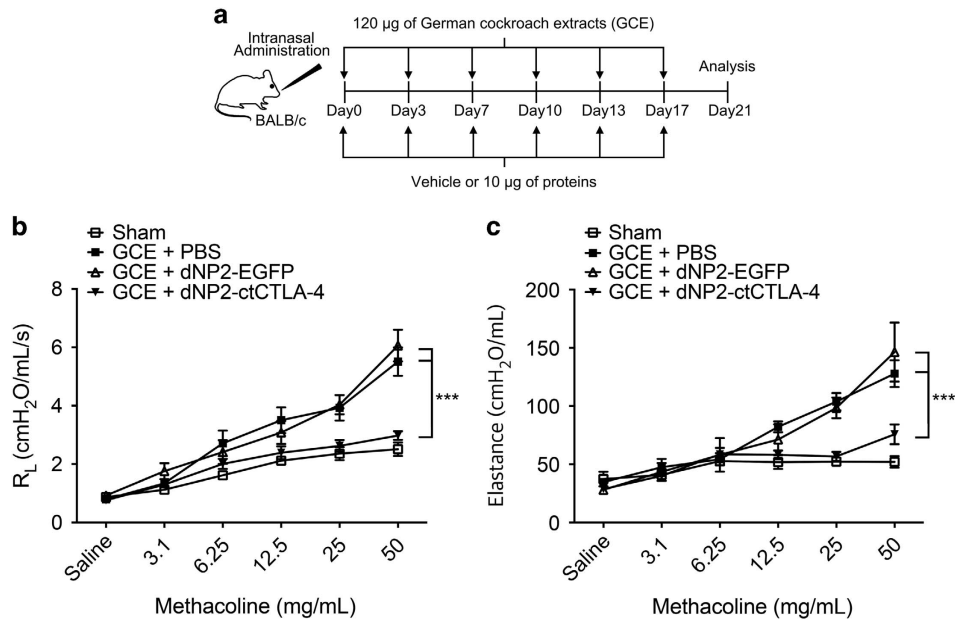 a
120 µg of German cockroach extracts (GCE)
Intranasal
Administration
Analysis
BALB/c
Day0 Day3 Day7 Day10 Day13 Day17 Day21
Vehicle or 10 µg of proteins
b
Sham
GCE + PBS
GCE + dNP2-EGFP
GCE + dNP2-ctCTLA-4
8
6
4
2
0
R_L (cmH₂O/mL/s)
***
Saline 3.1 6.25 12.5 25 50
Methacoline (mg/mL)
c
Sham
GCE + PBS
GCE + dNP2-EGFP
GCE + dNP2-ctCTLA-4
200
150
100
50
0
Elastance (cmH₂O/mL)
***
Saline 3.1 6.25 12.5 25 50
Methacoline (mg/mL)